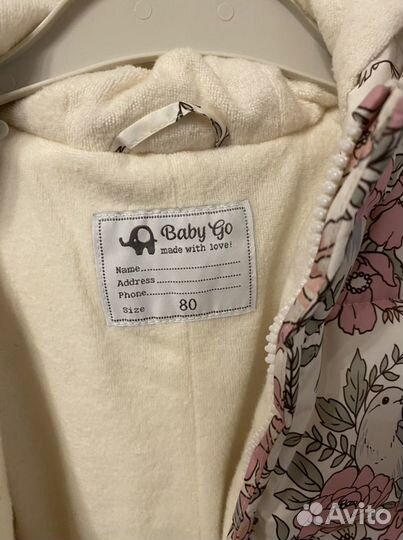 Baby Go
made with love!
Name
Address
Phone
Size 80
Avito